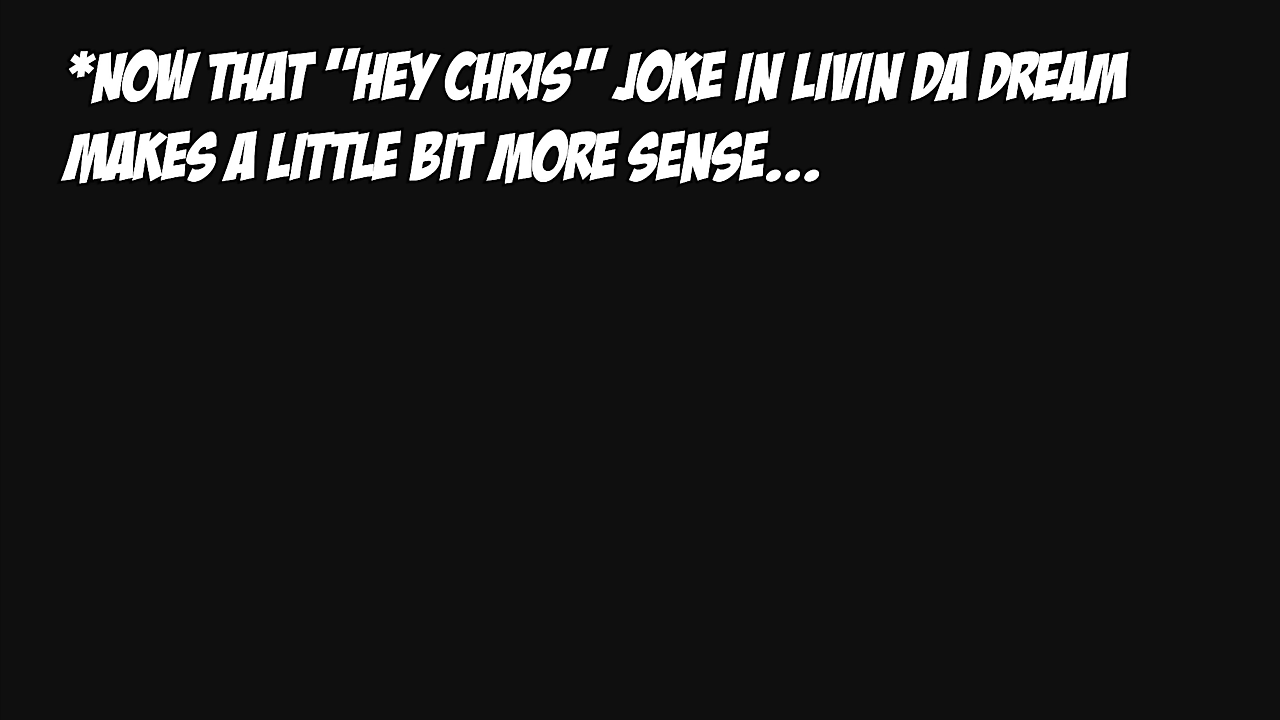 *NOW THAT "HEY CHRIS" JOKE IN LIVIN DA DREAM
MAKES A LITTLE BIT MORE SENSE...